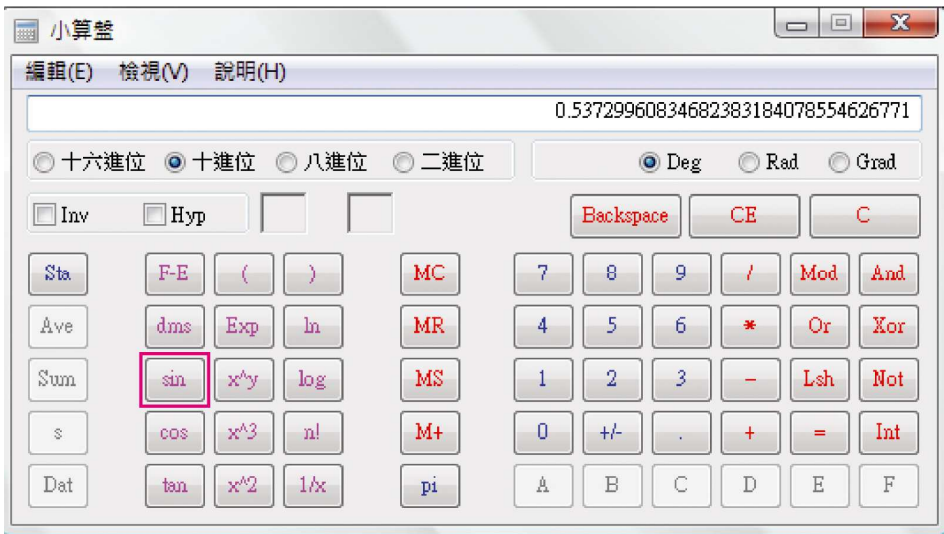 小算盤
編輯(E) 檢視(V) 說明(H)
0.53729960834682383184078554626771
十六進位 十進位 八進位 二進位 Deg Rad Grad
Inv Hyp Backspace CE C
Sta F-E ( ) MC 7 8 9 / Mod And
Ave dms Exp ln MR 4 5 6 * Or Xor
Sum sin x^y log MS 1 2 3 - Lsh Not
s cos x^3 n! M+ 0 +/- . + = Int
Dat tan x^2 1/x pi A B C D E F